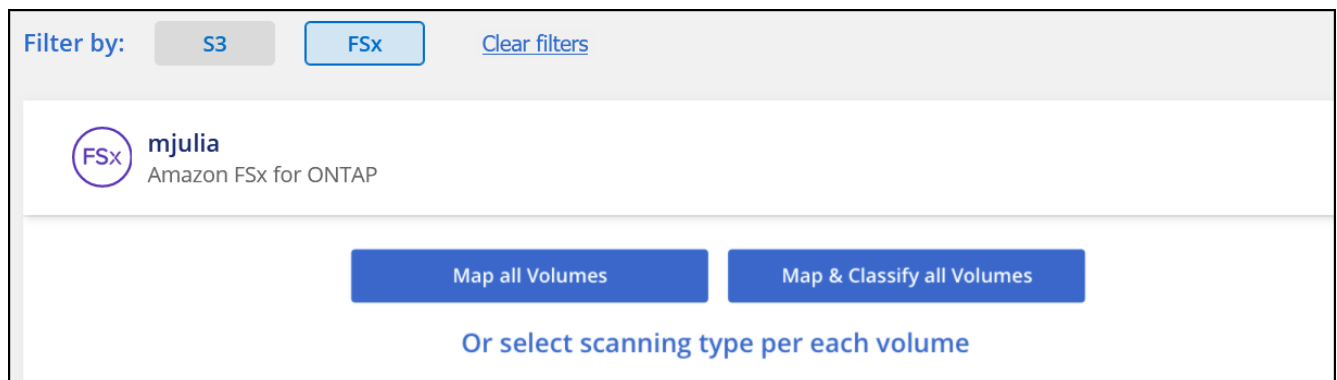 Filter by: S3 FSx Clear filters
FSx
mjulia
Amazon FSx for ONTAP
Map all Volumes Map & Classify all Volumes
Or select scanning type per each volume